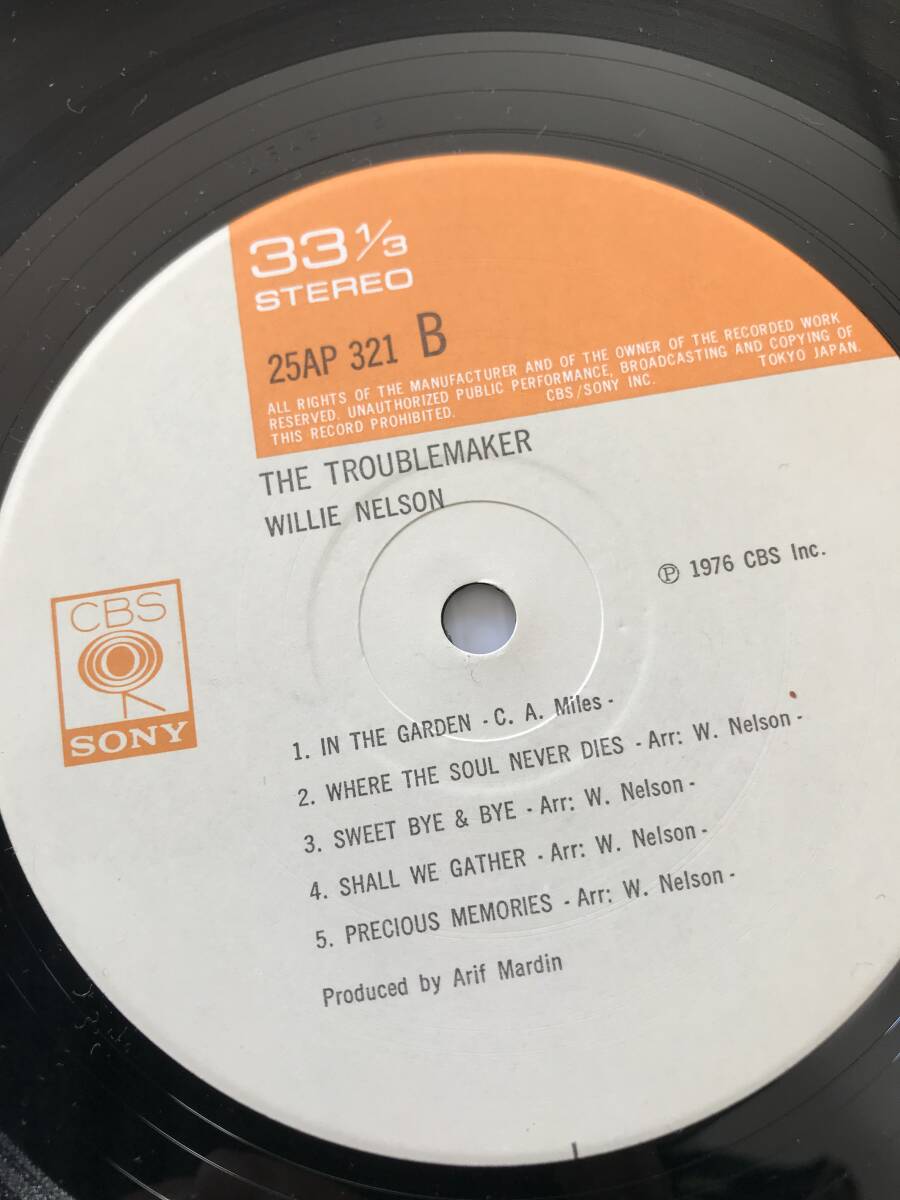 33 1/3
STEREO
25AP 321 B
ALL RIGHTS OF THE MANUFACTURER AND OF THE OWNER OF THE RECORDED WORK
RESERVED. UNAUTHORIZED PUBLIC PERFORMANCE, BROADCASTING AND COPYING OF
THIS RECORD PROHIBITED. CBS/SONY INC. TOKYO JAPAN.
THE TROUBLEMAKER
WILLIE NELSON
℗ 1976 CBS Inc.
CBS
SONY
1. IN THE GARDEN - C. A. Miles -
2. WHERE THE SOUL NEVER DIES - Arr: W. Nelson -
3. SWEET BYE & BYE - Arr: W. Nelson -
4. SHALL WE GATHER - Arr: W. Nelson -
5. PRECIOUS MEMORIES - Arr: W. Nelson -
Produced by Arif Mardin